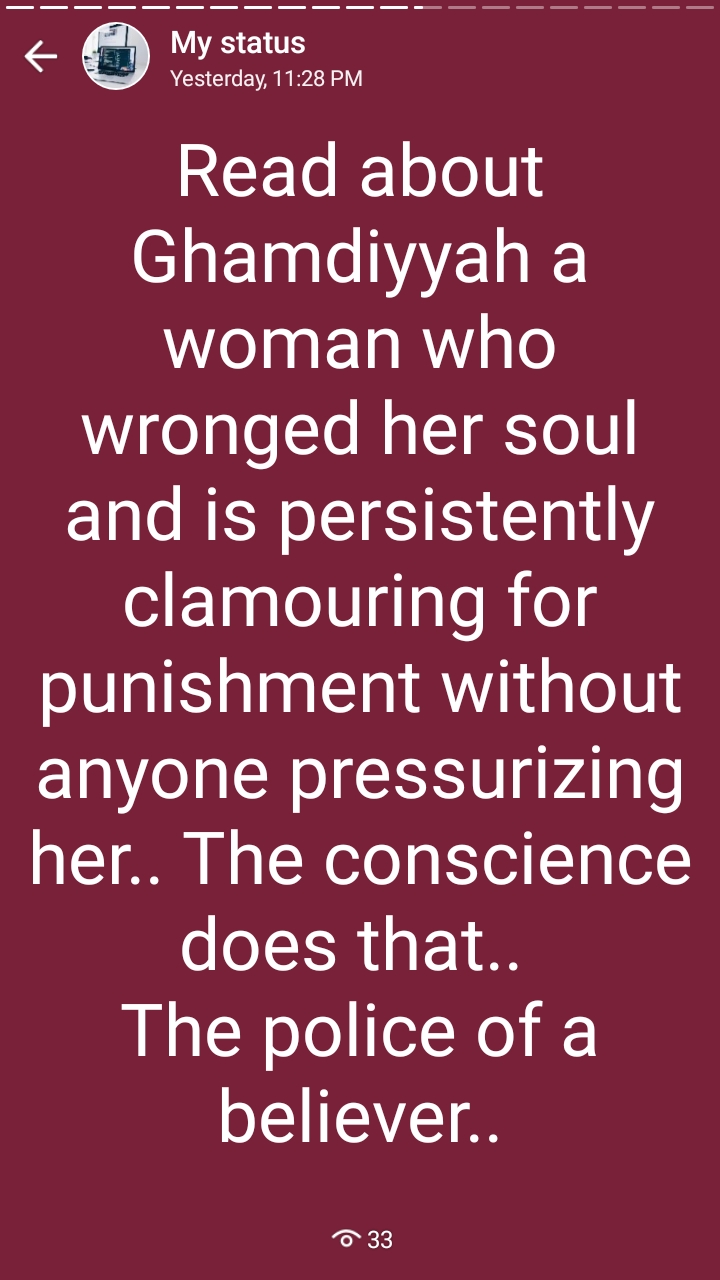 My status
Yesterday, 11:28 PM
Read about
Ghamdiyyah a
woman who
wronged her soul
and is persistently
clamouring for
punishment without
anyone pressurizing
her.. The conscience
does that..
The police of a
believer..
33